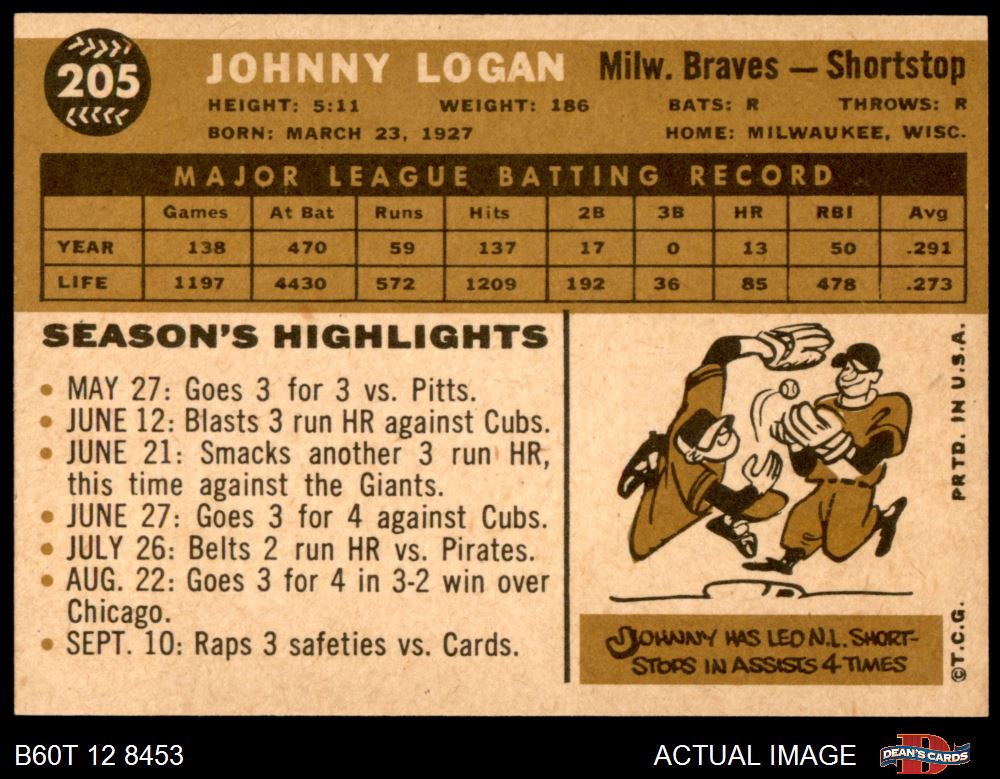 205
JOHNNY LOGAN Milw. Braves — Shortstop
HEIGHT: 5:11 WEIGHT: 186 BATS: R THROWS: R
BORN: MARCH 23, 1927 HOME: MILWAUKEE, WISC.
MAJOR LEAGUE BATTING RECORD
Games At Bat Runs Hits 2B 3B HR RBI Avg
YEAR 138 470 59 137 17 0 13 50 .291
LIFE 1197 4430 572 1209 192 36 85 478 .273
SEASON'S HIGHLIGHTS
• MAY 27: Goes 3 for 3 vs. Pitts.
• JUNE 12: Blasts 3 run HR against Cubs.
• JUNE 21: Smacks another 3 run HR,
this time against the Giants.
• JUNE 27: Goes 3 for 4 against Cubs.
• JULY 26: Belts 2 run HR vs. Pirates.
• AUG. 22: Goes 3 for 4 in 3-2 win over
Chicago.
• SEPT. 10: Raps 3 safeties vs. Cards.
JOHNNY HAS LED N.L. SHORT-
STOPS IN ASSISTS 4 TIMES
©T.C.G. PRTD. IN U.S.A.
B60T 12 8453 ACTUAL IMAGE DEAN'S CARDS